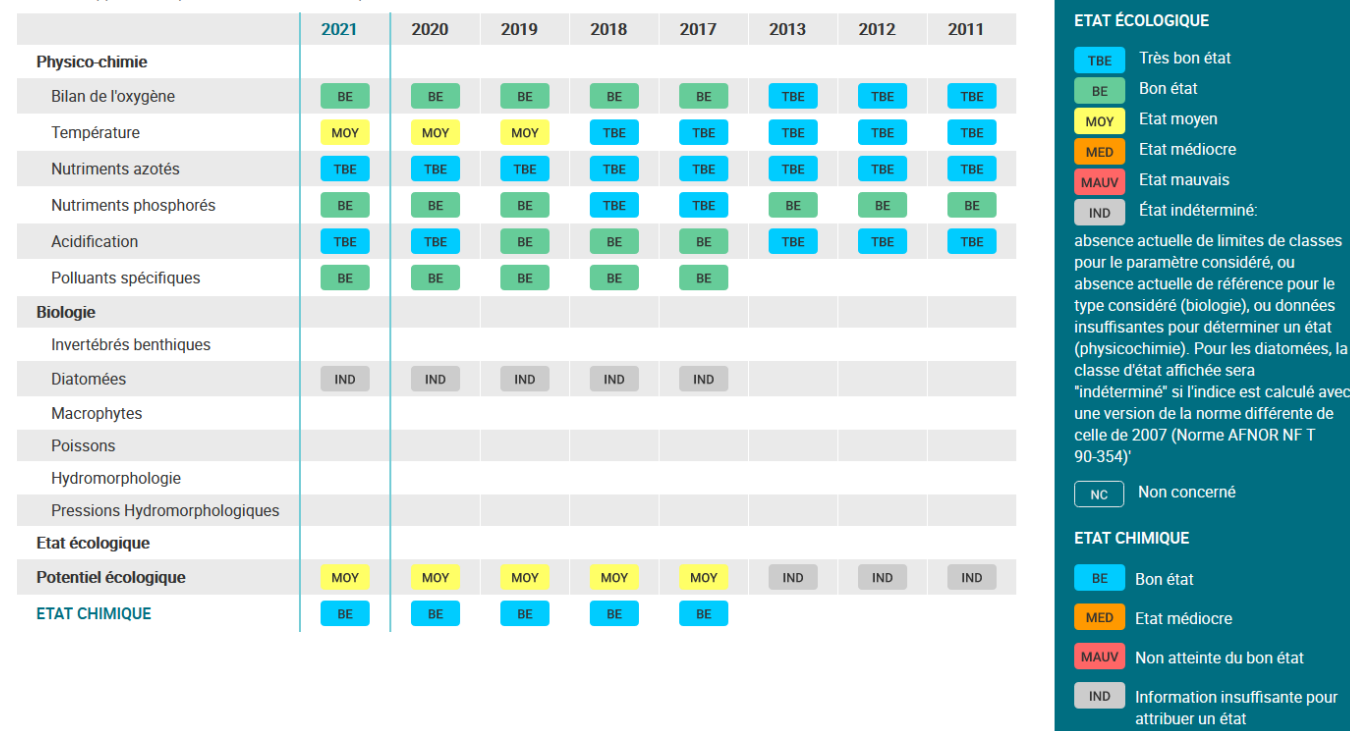 2021 2020 2019 2018 2017 2013 2012 2011
Physico-chimie
Bilan de l'oxygène BE BE BE BE BE TBE TBE TBE
Température MOY MOY MOY TBE TBE TBE TBE TBE
Nutriments azotés TBE TBE TBE TBE TBE TBE TBE TBE
Nutriments phosphorés BE BE BE TBE TBE BE BE BE
Acidification TBE TBE BE BE BE TBE TBE TBE
Polluants spécifiques BE BE BE BE BE
Biologie
Invertébrés benthiques
Diatomées IND IND IND IND IND
Macrophytes
Poissons
Hydromorphologie
Pressions Hydromorphologiques
Etat écologique
Potentiel écologique MOY MOY MOY MOY MOY IND IND IND
ETAT CHIMIQUE BE BE BE BE BE
ETAT ÉCOLOGIQUE
TBE Très bon état
BE Bon état
MOY Etat moyen
MED Etat médiocre
MAUV Etat mauvais
IND État indéterminé:
absence actuelle de limites de classes
pour le paramètre considéré, ou
absence actuelle de référence pour le
type considéré (biologie), ou données
insuffisantes pour déterminer un état
(physicochimie). Pour les diatomées, la
classe d'état affichée sera
"indéterminé" si l'indice est calculé avec
une version de la norme différente de
celle de 2007 (Norme AFNOR NF T
90-354)'
NC Non concerné
ETAT CHIMIQUE
BE Bon état
MED Etat médiocre
MAUV Non atteinte du bon état
IND Information insuffisante pour
attribuer un état